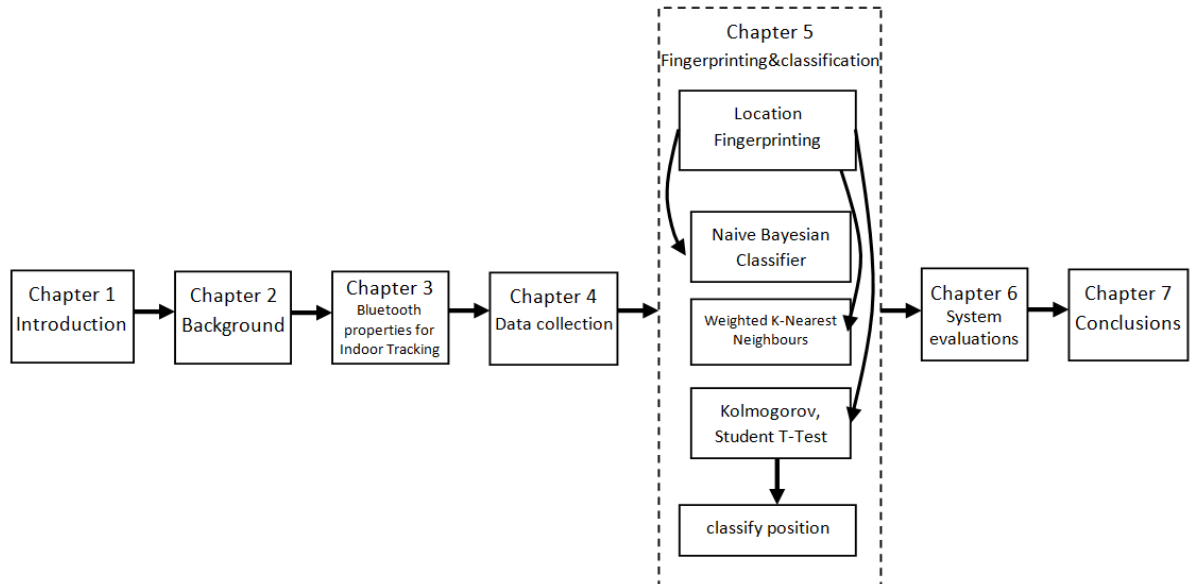 Chapter 1
Introduction
Chapter 2
Background
Chapter 3
Bluetooth
properties for
Indoor Tracking
Chapter 4
Data collection
Chapter 5
Fingerprinting&classification
Location
Fingerprinting
Naive Bayesian
Classifier
Weighted K-Nearest
Neighbours
Kolmogorov,
Student T-Test
classify position
Chapter 6
System
evaluations
Chapter 7
Conclusions